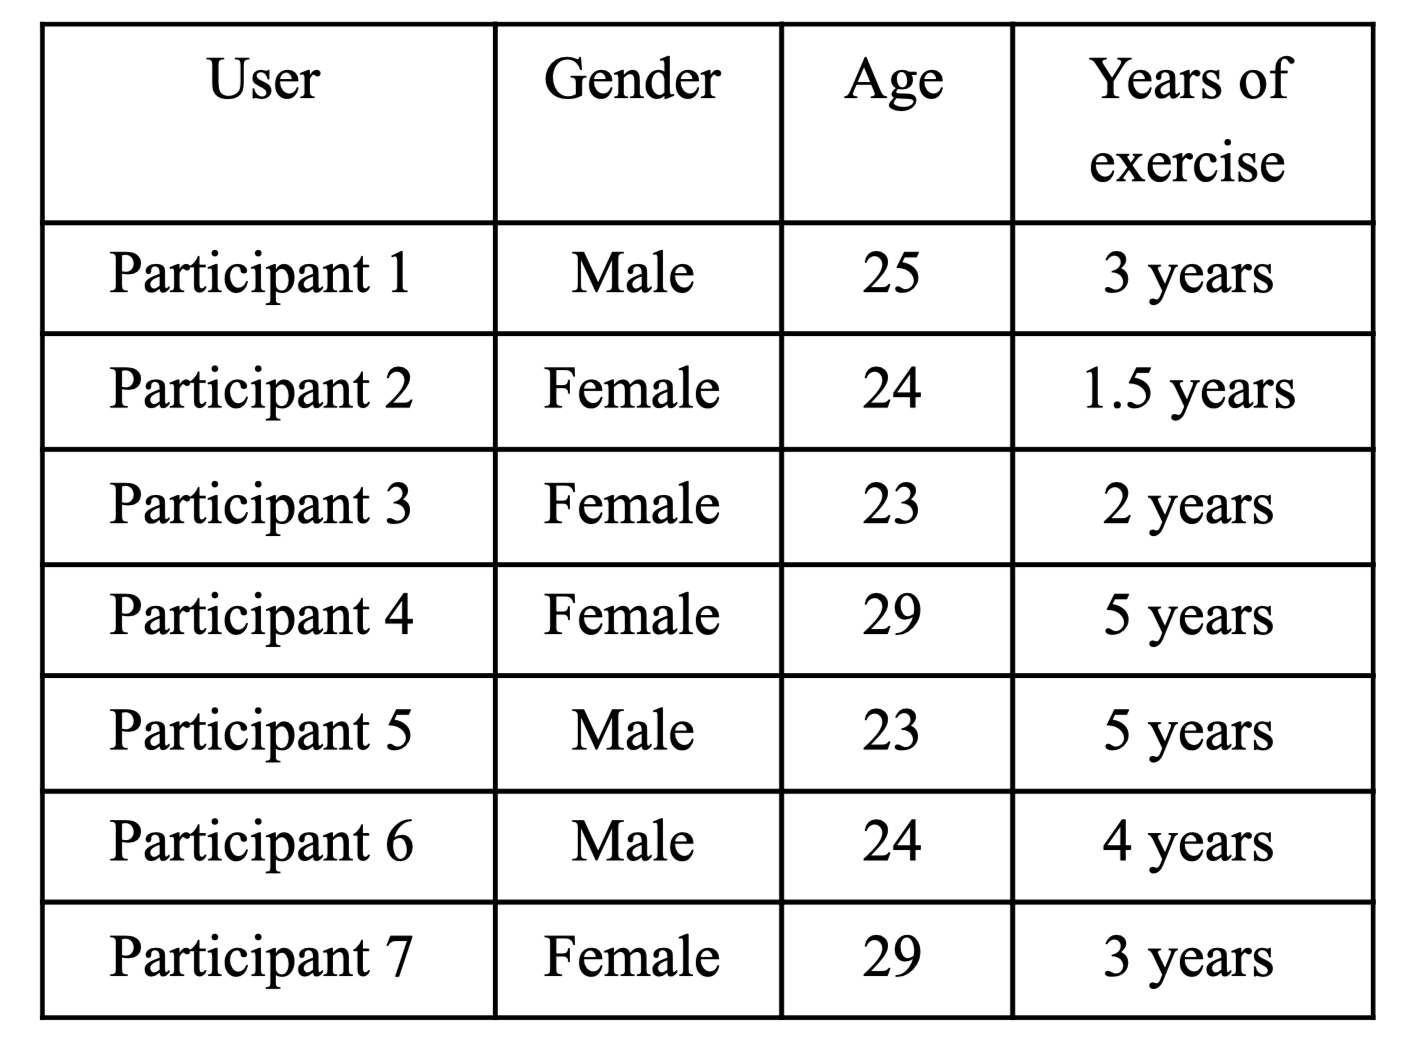 User Gender Age Years of
exercise
Participant 1 Male 25 3 years
Participant 2 Female 24 1.5 years
Participant 3 Female 23 2 years
Participant 4 Female 29 5 years
Participant 5 Male 23 5 years
Participant 6 Male 24 4 years
Participant 7 Female 29 3 years